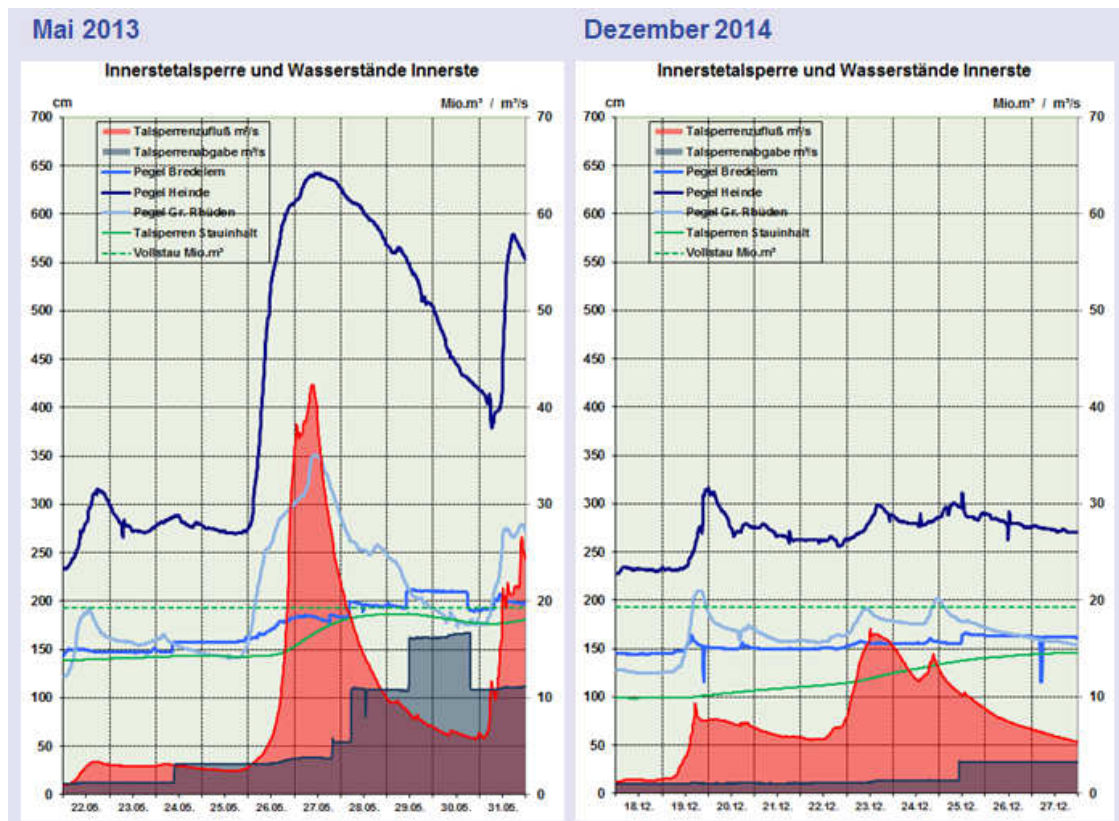 Mai 2013
Innerstetalsperre und Wasserstände Innerste
cm
Mio.m³ / m³/s
700
650
600
550
500
450
400
350
300
250
200
150
100
50
0
Talsperrenzufluß m³/s
Talsperrenabgabe m³/s
Pegel Bredelem
Pegel Heinde
Pegel Gr. Rhüden
Talsperren Stauinhalt
Vollstau Mio.m³
70
60
50
40
30
20
10
0
22.05. 23.05. 24.05. 25.05. 26.05. 27.05. 28.05. 29.05. 30.05. 31.05.
Dezember 2014
Innerstetalsperre und Wasserstände Innerste
cm
Mio.m³ / m³/s
700
650
600
550
500
450
400
350
300
250
200
150
100
50
0
Talsperrenzufluß m³/s
Talsperrenabgabe m³/s
Pegel Bredelem
Pegel Heinde
Pegel Gr. Rhüden
Talsperren Stauinhalt
Vollstau Mio.m³
70
60
50
40
30
20
10
0
18.12. 19.12. 20.12. 21.12. 22.12. 23.12. 24.12. 25.12. 26.12. 27.12.